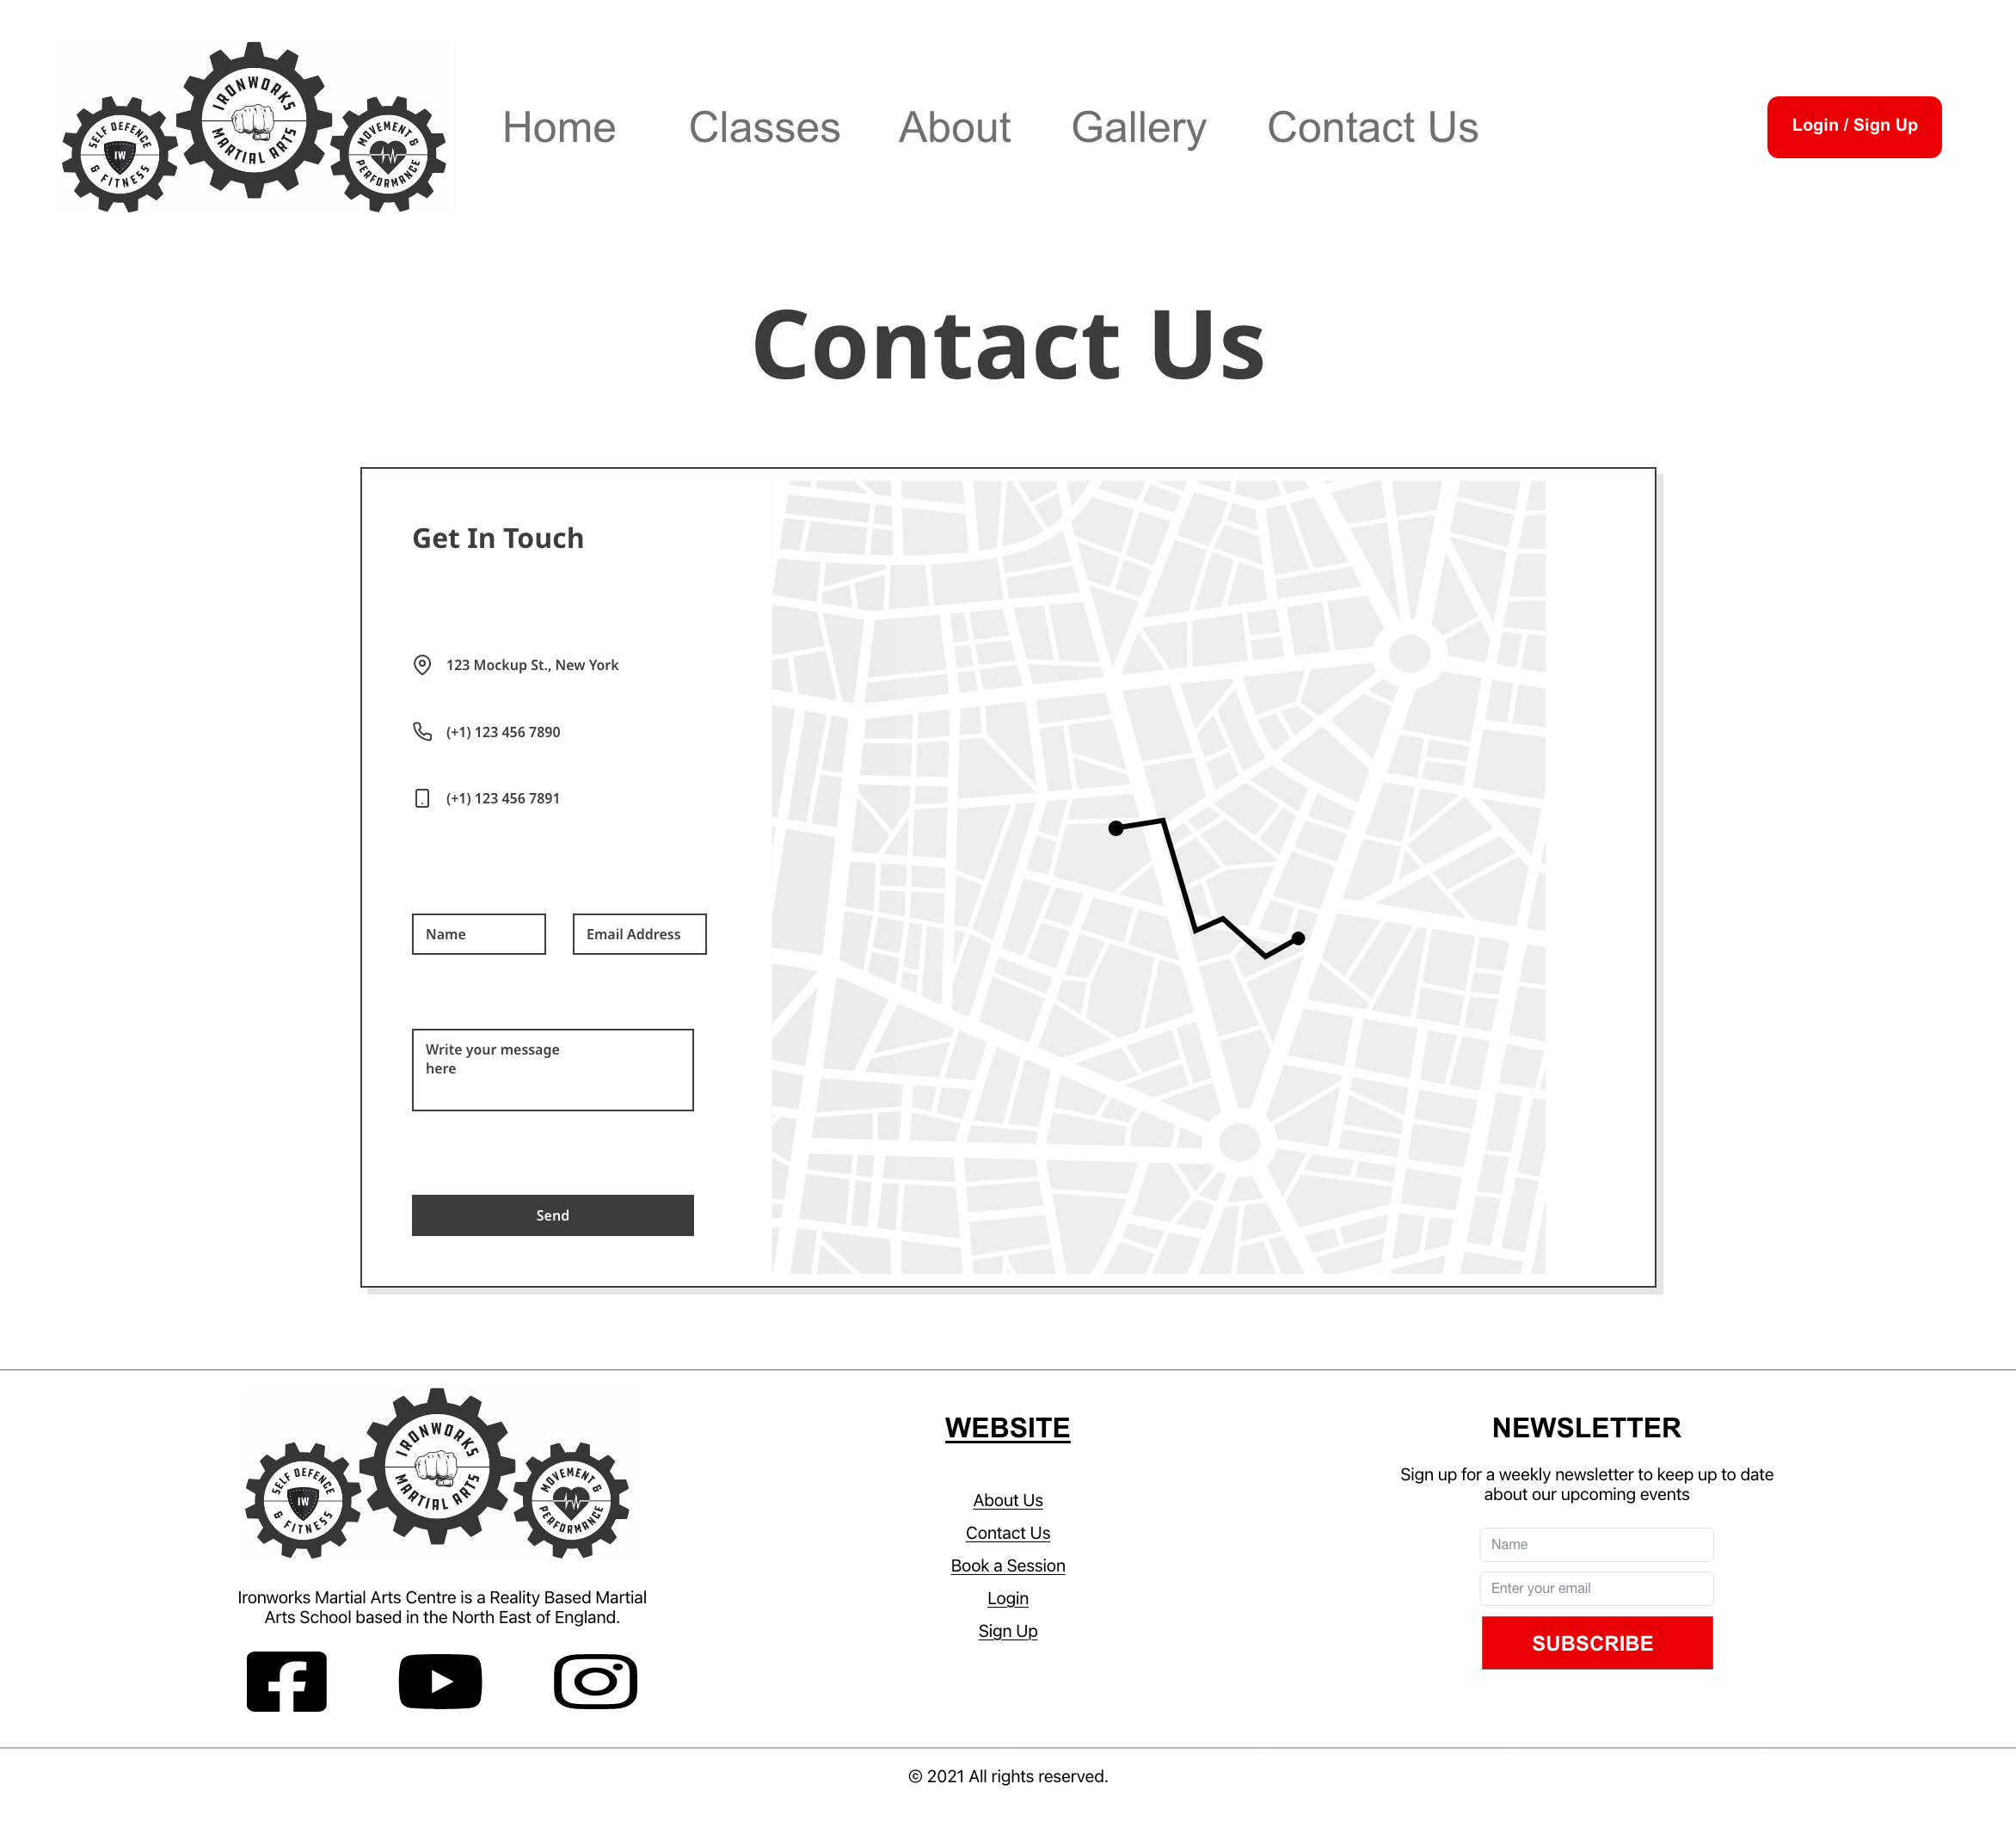 SELF DEFENCE
& FITNESS
IW
IRONWORKS
MARTIAL ARTS
MOVEMENT &
PERFORMANCE
Home Classes About Gallery Contact Us
Login / Sign Up
Contact Us
Get In Touch
123 Mockup St., New York
(+1) 123 456 7890
(+1) 123 456 7891
Name Email Address
Write your message
here
Send
SELF DEFENCE
& FITNESS
IW
IRONWORKS
MARTIAL ARTS
MOVEMENT &
PERFORMANCE
Ironworks Martial Arts Centre is a Reality Based Martial
Arts School based in the North East of England.
WEBSITE
About Us
Contact Us
Book a Session
Login
Sign Up
NEWSLETTER
Sign up for a weekly newsletter to keep up to date
about our upcoming events
Name
Enter your email
SUBSCRIBE
© 2021 All rights reserved.